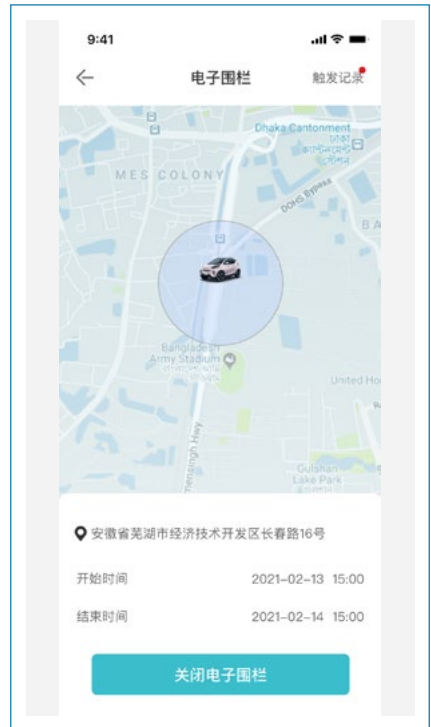 9:41
电子围栏
触发记录
Dhaka Cantonment
MES COLONY
DOHS Bypass
BA
Bangladesh
Army Stadium
United Ho
mensingh Hwy
Gulshan
Lake Park
安徽省芜湖市经济技术开发区长春路16号
开始时间 2021-02-13 15:00
结束时间 2021-02-14 15:00
关闭电子围栏